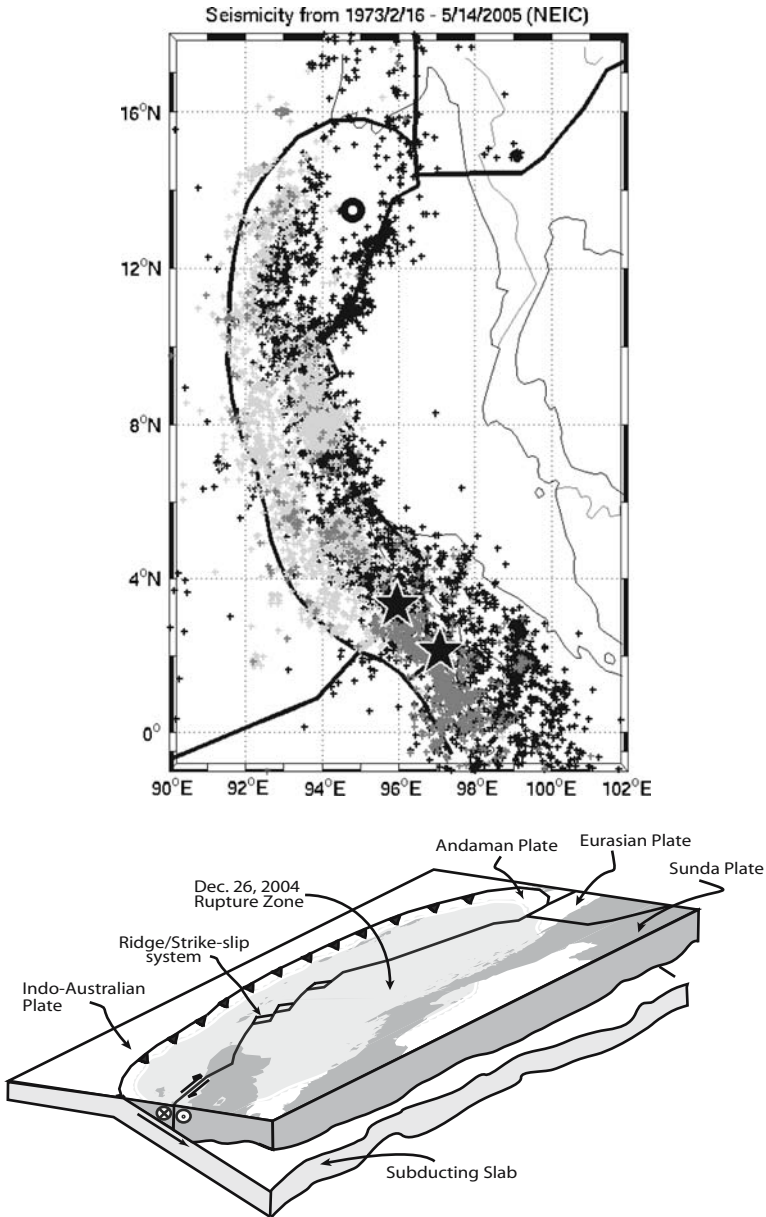 Seismicity from 1973/2/16 - 5/14/2005 (NEIC)
16°N
12°N
8°N
4°N
0°
90°E 92°E 94°E 96°E 98°E 100°E 102°E
Andaman Plate
Eurasian Plate
Sunda Plate
Dec. 26, 2004
Rupture Zone
Ridge/Strike-slip
system
Indo-Australian
Plate
Subducting Slab